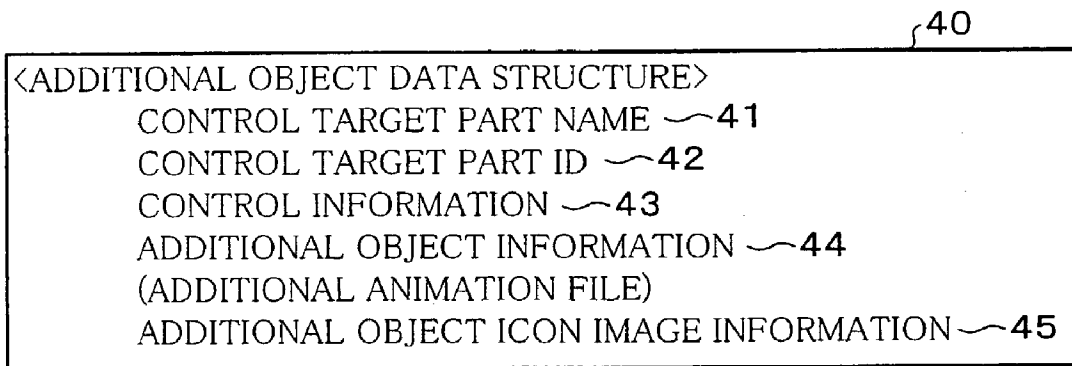 40
<ADDITIONAL OBJECT DATA STRUCTURE>
CONTROL TARGET PART NAME 41
CONTROL TARGET PART ID 42
CONTROL INFORMATION 43
ADDITIONAL OBJECT INFORMATION 44
(ADDITIONAL ANIMATION FILE)
ADDITIONAL OBJECT ICON IMAGE INFORMATION 45